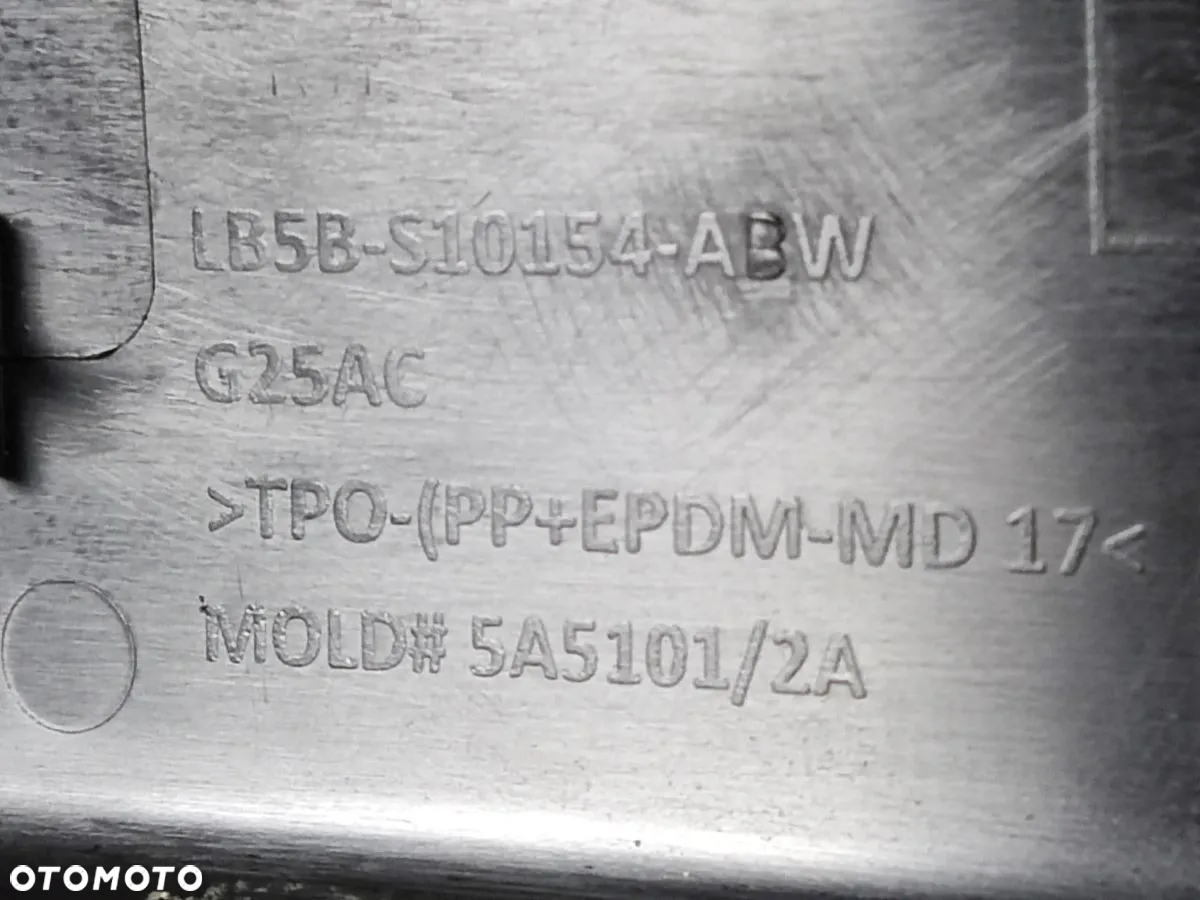 LB5B-S10154-ABW
G25AC
>TPO-(PP+EPDM-MD 17<
MOLD# 5A5101/2A
OTOMOTO